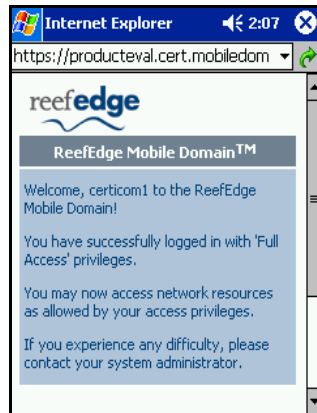 Internet Explorer 2:07
https://producteval.cert.mobiledom
reefedge
ReefEdge Mobile Domain™
Welcome, certicom1 to the ReefEdge
Mobile Domain!
You have successfully logged in with 'Full
Access' privileges.
You may now access network resources
as allowed by your access privileges.
If you experience any difficulty, please
contact your system administrator.